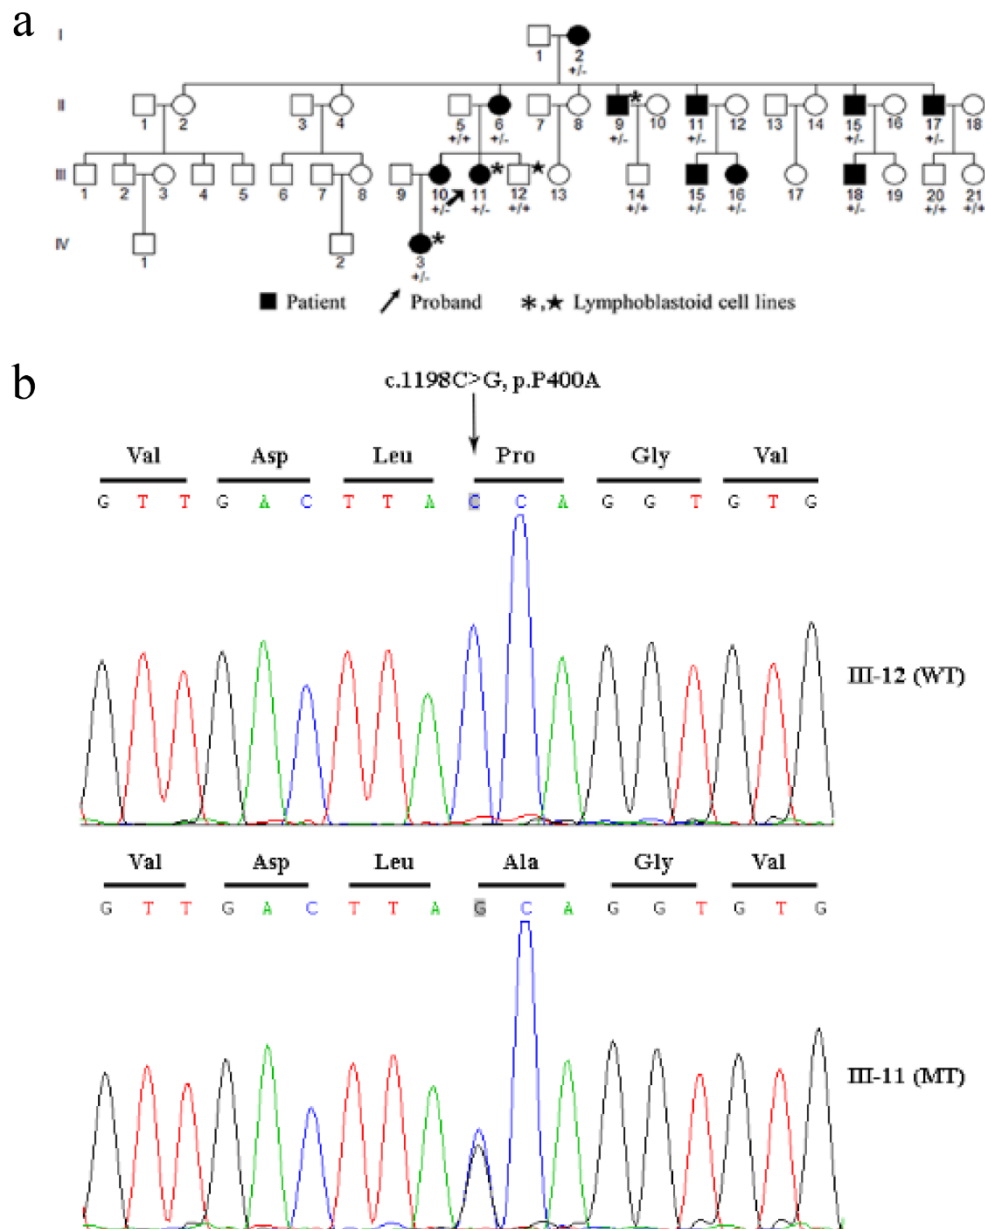 a
I
1 2
+/-
II
1 2 3 4 5 6 7 8 9 * 10 11 12 13 14 15 16 17 18
+/+ +/- +/- +/- +/- +/-
III
1 2 3 4 5 6 7 8 9 10 11 * 12 ★ 13 14 15 16 17 18 19 20 21
+/- +/- +/+ +/+ +/- +/- +/- +/+ +/+
IV
1 2 3 *
+/-
Patient Proband *,★ Lymphoblastoid cell lines
b
c.1198C>G, p.P400A
Val Asp Leu Pro Gly Val
G T T G A C T T A C C A G G T G T G
III-12 (WT)
Val Asp Leu Ala Gly Val
G T T G A C T T A G C A G G T G T G
III-11 (MT)